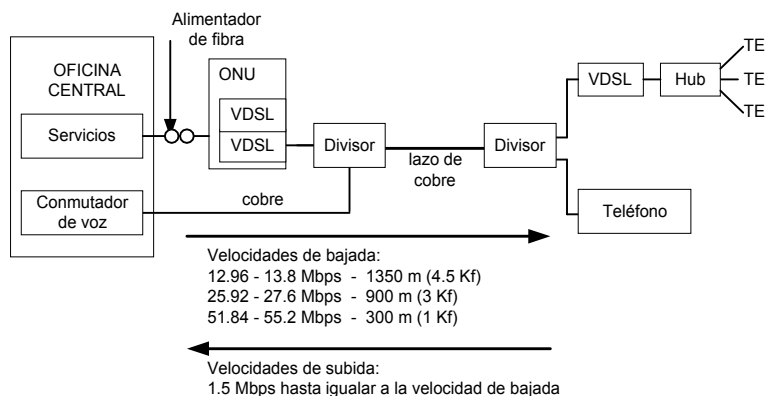 Alimentador
de fibra
OFICINA
CENTRAL
Servicios
Conmutador
de voz
ONU
VDSL
VDSL
cobre
Divisor
lazo de
cobre
Divisor
VDSL
Hub
TE
TE
TE
Teléfono
Velocidades de bajada:
12.96 - 13.8 Mbps - 1350 m (4.5 Kf)
25.92 - 27.6 Mbps - 900 m (3 Kf)
51.84 - 55.2 Mbps - 300 m (1 Kf)
Velocidades de subida:
1.5 Mbps hasta igualar a la velocidad de bajada